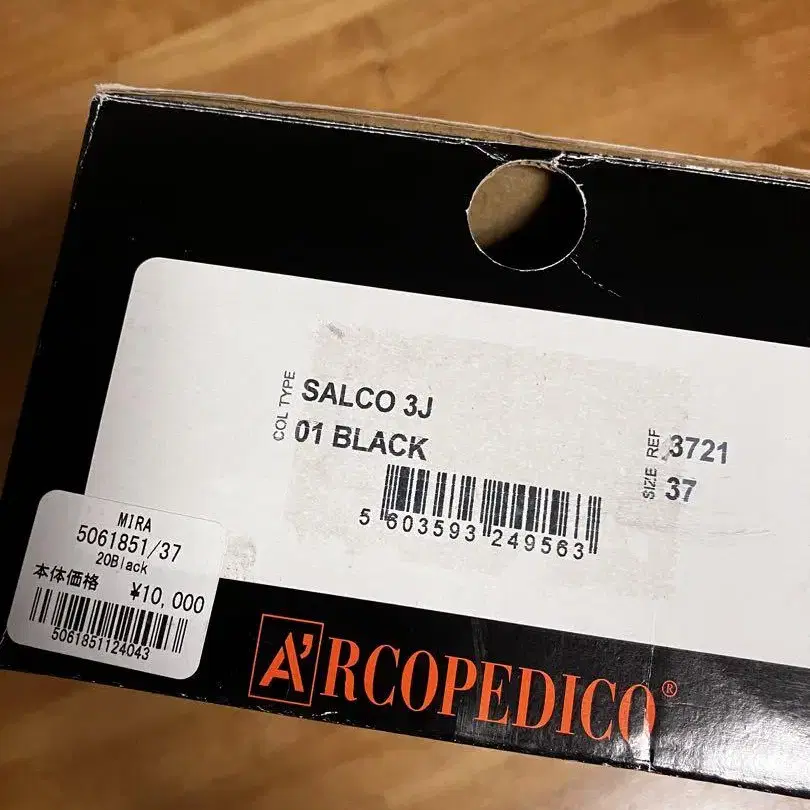 COL TYPE
SALCO 3J
01 BLACK
REF 3721
SIZE 37
5 603593 249563
MIRA
5061851/37
20Black
本体価格 ¥10,000
5061851124043
A'RCOPEDICO®